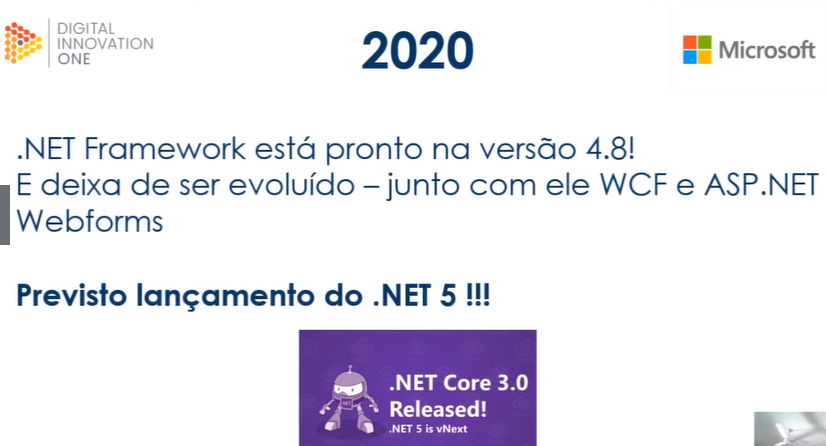 DIGITAL
INNOVATION
ONE
2020
Microsoft
.NET Framework está pronto na versão 4.8!
E deixa de ser evoluído – junto com ele WCF e ASP.NET
Webforms
Previsto lançamento do .NET 5 !!!
.NET Core 3.0
Released!
.NET 5 is vNext
.NET